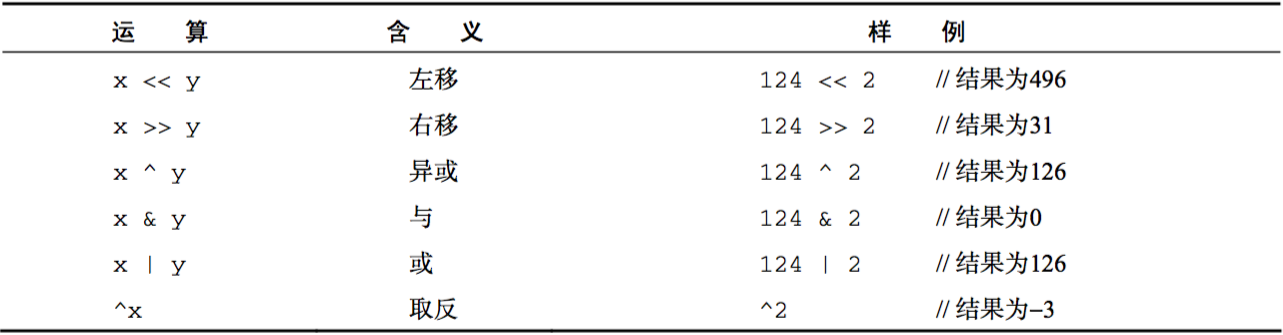 运 算 含 义 样 例
x << y 左移 124 << 2 // 结果为496
x >> y 右移 124 >> 2 // 结果为31
x ^ y 异或 124 ^ 2 // 结果为126
x & y 与 124 & 2 // 结果为0
x | y 或 124 | 2 // 结果为126
^x 取反 ^2 // 结果为–3